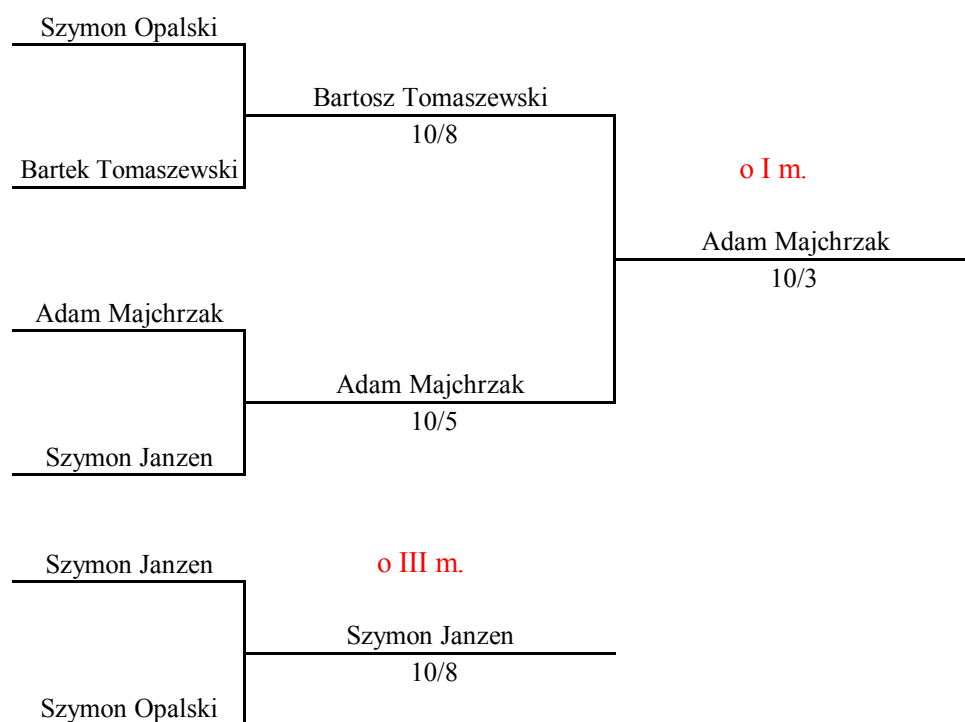 Szymon Opalski
Bartosz Tomaszewski
10/8
Bartek Tomaszewski
o I m.
Adam Majchrzak
10/3
Adam Majchrzak
Adam Majchrzak
10/5
Szymon Janzen
Szymon Janzen
o III m.
Szymon Janzen
10/8
Szymon Opalski